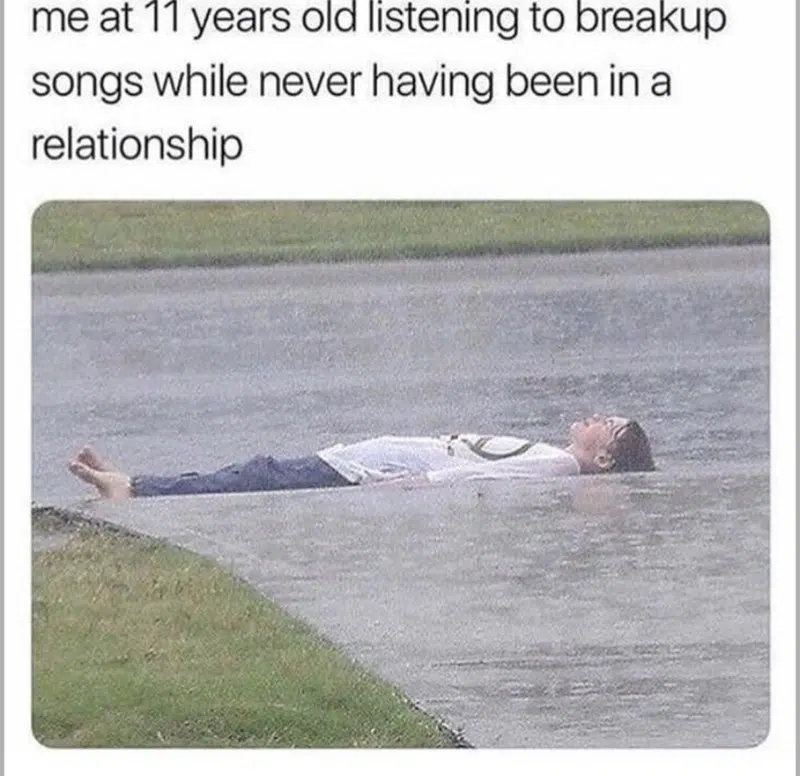 me at 11 years old listening to breakup
songs while never having been in a
relationship